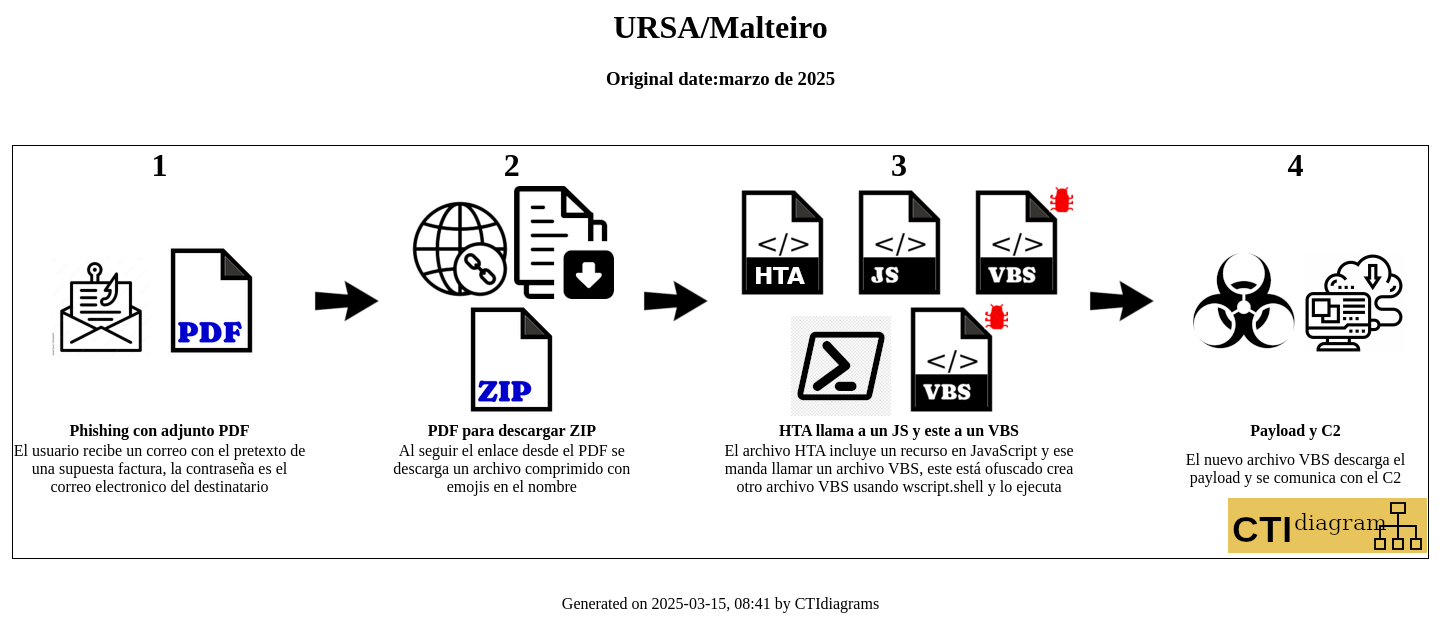 URSA/Malteiro
Original date:marzo de 2025
1
2
3
4
PDF
ZIP
</>
HTA
</>
JS
</>
VBS
</>
VBS
Phishing con adjunto PDF
El usuario recibe un correo con el pretexto de
una supuesta factura, la contraseña es el
correo electronico del destinatario
PDF para descargar ZIP
Al seguir el enlace desde el PDF se
descarga un archivo comprimido con
emojis en el nombre
HTA llama a un JS y este a un VBS
El archivo HTA incluye un recurso en JavaScript y ese
manda llamar un archivo VBS, este está ofuscado crea
otro archivo VBS usando wscript.shell y lo ejecuta
Payload y C2
El nuevo archivo VBS descarga el
payload y se comunica con el C2
CTI diagram
Generated on 2025-03-15, 08:41 by CTIdiagrams